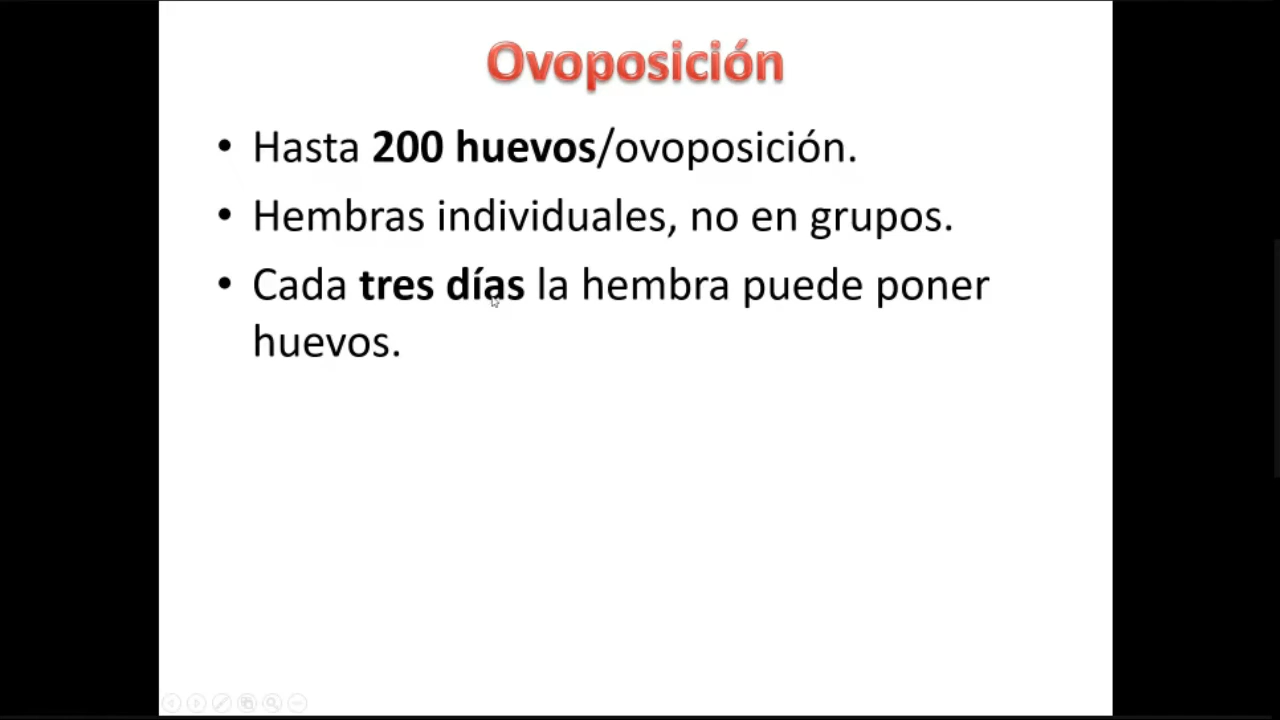 Ovoposición
• Hasta 200 huevos/ovoposición.
• Hembras individuales, no en grupos.
• Cada tres días la hembra puede poner
huevos.